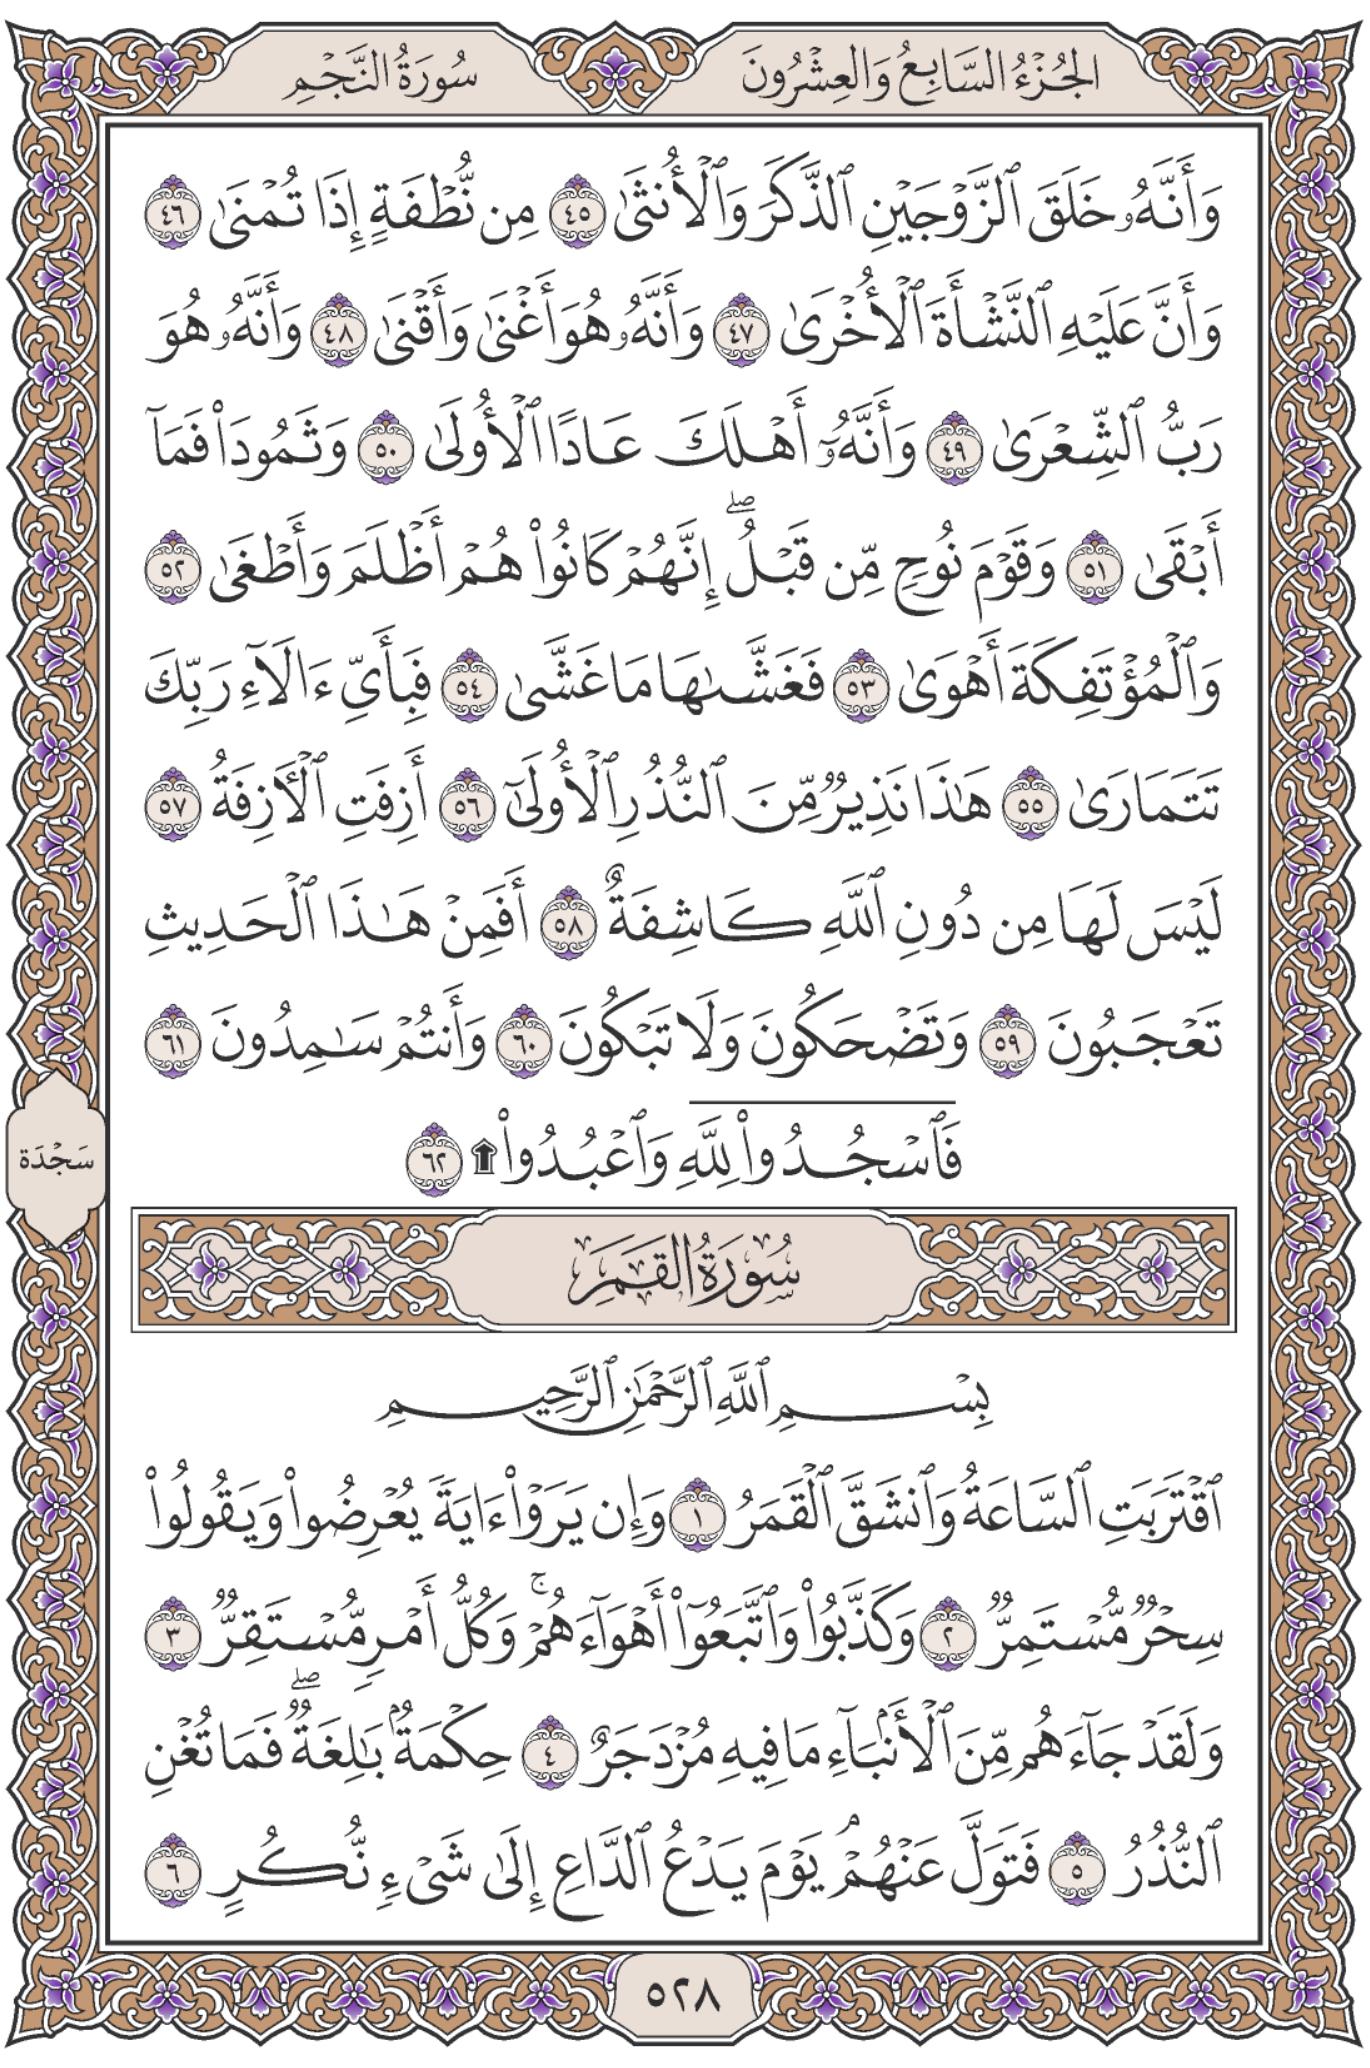 الجُزْءُ السَّابِعُ وَالعِشْرُونَ
سُورَةُ النَّجْمِ
وَأَنَّهُۥ خَلَقَ ٱلزَّوْجَيْنِ ٱلذَّكَرَ وَٱلْأُنثَىٰ ٤٥ مِن نُّطْفَةٍ إِذَا تُمْنَىٰ ٤٦
وَأَنَّ عَلَيْهِ ٱلنَّشْأَةَ ٱلْأُخْرَىٰ ٤٧ وَأَنَّهُۥ هُوَ أَغْنَىٰ وَأَقْنَىٰ ٤٨ وَأَنَّهُۥ هُوَ
رَبُّ ٱلشِّعْرَىٰ ٤٩ وَأَنَّهُۥٓ أَهْلَكَ عَادًا ٱلْأُولَىٰ ٥٠ وَثَمُودَا۟ فَمَآ
أَبْقَىٰ ٥١ وَقَوْمَ نُوحٍ مِّن قَبْلُ ۖ إِنَّهُمْ كَانُوا۟ هُمْ أَظْلَمَ وَأَطْغَىٰ ٥٢
وَٱلْمُؤْتَفِكَةَ أَهْوَىٰ ٥٣ فَغَشَّىٰهَا مَا غَشَّىٰ ٥٤ فَبِأَىِّ ءَالَآءِ رَبِّكَ
تَتَمَارَىٰ ٥٥ هَـٰذَا نَذِيرٌ مِّنَ ٱلنُّذُرِ ٱلْأُولَىٰٓ ٥٦ أَزِفَتِ ٱلْـَٔازِفَةُ ٥٧
لَيْسَ لَهَا مِن دُونِ ٱللَّهِ كَاشِفَةٌ ٥٨ أَفَمِنْ هَـٰذَا ٱلْحَدِيثِ
تَعْجَبُونَ ٥٩ وَتَضْحَكُونَ وَلَا تَبْكُونَ ٦٠ وَأَنتُمْ سَـٰمِدُونَ ٦١
فَٱسْجُدُوا۟ لِلَّهِ وَٱعْبُدُوا۟ ٦٢
سَجْدَة
سُورَةُ القَمَرِ
بِسْمِ ٱللَّهِ ٱلرَّحْمَـٰنِ ٱلرَّحِيمِ
ٱقْتَرَبَتِ ٱلسَّاعَةُ وَٱنشَقَّ ٱلْقَمَرُ ١ وَإِن يَرَوْا۟ ءَايَةً يُعْرِضُوا۟ وَيَقُولُوا۟
سِحْرٌ مُّسْتَمِرٌّ ٢ وَكَذَّبُوا۟ وَٱتَّبَعُوٓا۟ أَهْوَآءَهُمْ ۚ وَكُلُّ أَمْرٍ مُّسْتَقِرٌّ ٣
وَلَقَدْ جَآءَهُم مِّنَ ٱلْأَنۢبَآءِ مَا فِيهِ مُزْدَجَرٌ ٤ حِكْمَةٌۢ بَـٰلِغَةٌ ۖ فَمَا تُغْنِ
ٱلنُّذُرُ ٥ فَتَوَلَّ عَنْهُمْ ۘ يَوْمَ يَدْعُ ٱلدَّاعِ إِلَىٰ شَىْءٍ نُّكُرٍ ٦
٥٢٨